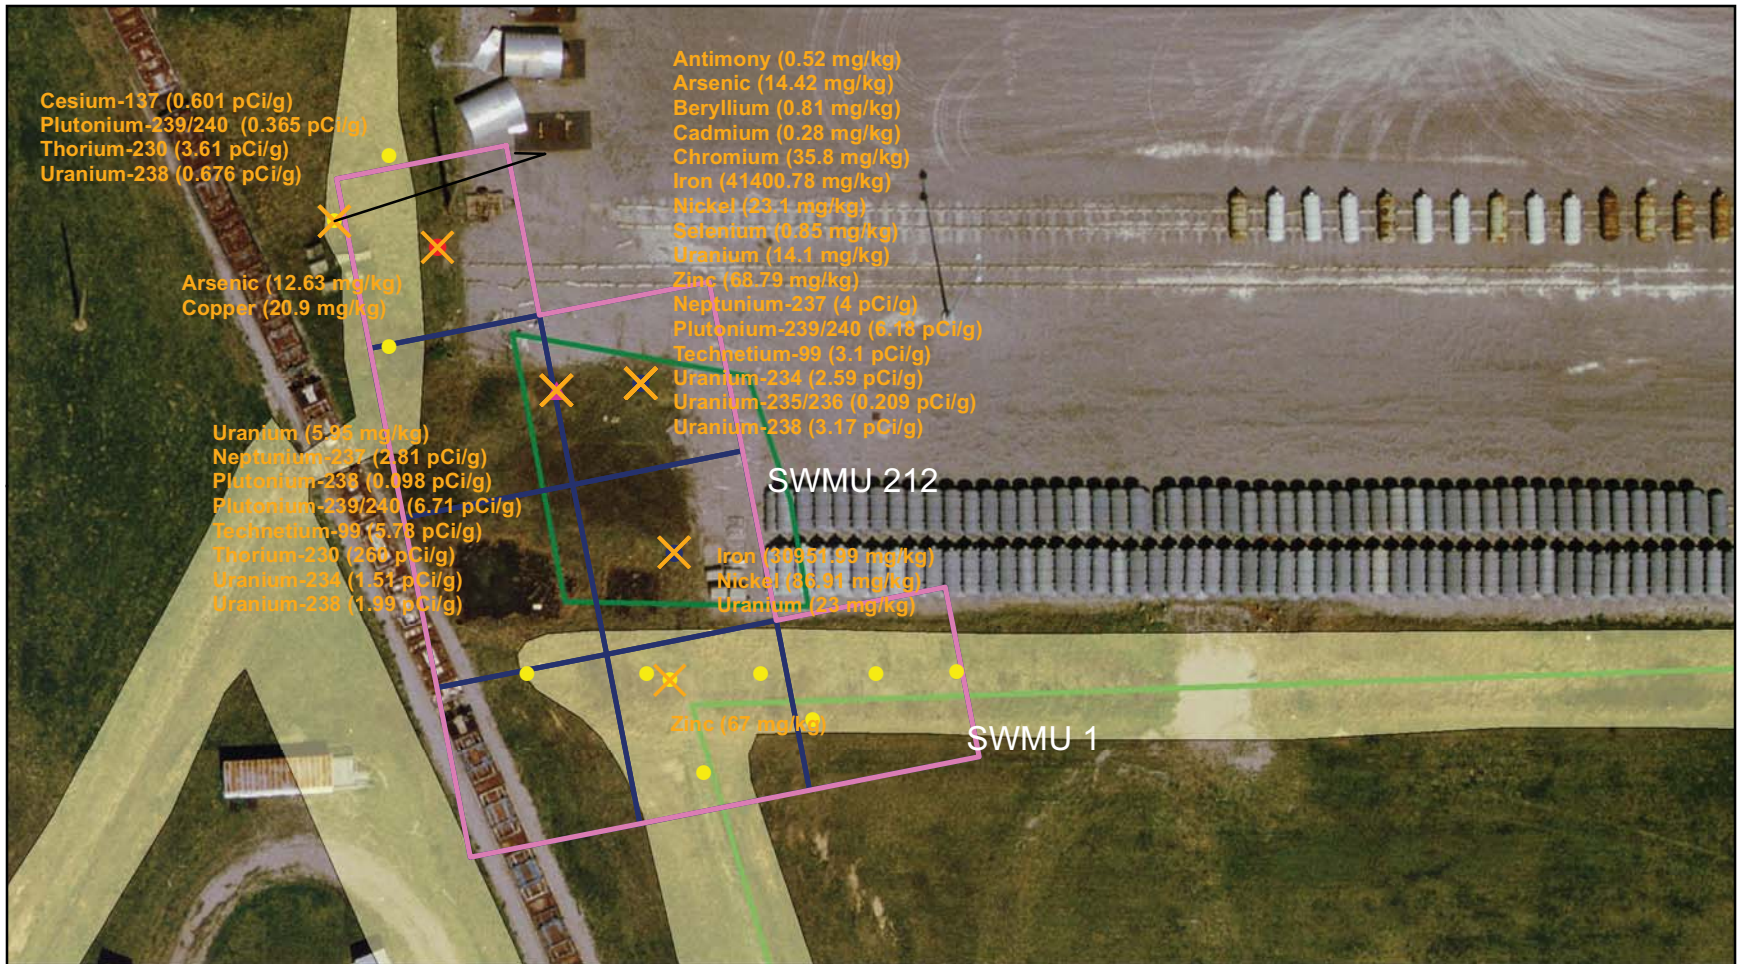 Cesium-137 (0.601 pCi/g)
Plutonium-239/240 (0.365 pCi/g)
Thorium-230 (3.61 pCi/g)
Uranium-238 (0.676 pCi/g)
Antimony (0.52 mg/kg)
Arsenic (14.42 mg/kg)
Beryllium (0.81 mg/kg)
Cadmium (0.28 mg/kg)
Chromium (35.8 mg/kg)
Iron (41400.78 mg/kg)
Nickel (23.1 mg/kg)
Selenium (0.85 mg/kg)
Uranium (14.1 mg/kg)
Zinc (68.79 mg/kg)
Neptunium-237 (4 pCi/g)
Plutonium-239/240 (6.18 pCi/g)
Technetium-99 (3.1 pCi/g)
Uranium-234 (2.59 pCi/g)
Uranium-235/236 (0.209 pCi/g)
Uranium-238 (3.17 pCi/g)
Arsenic (12.63 mg/kg)
Copper (20.9 mg/kg)
Uranium (5.95 mg/kg)
Neptunium-237 (2.81 pCi/g)
Plutonium-238 (0.098 pCi/g)
Plutonium-239/240 (6.71 pCi/g)
Technetium-99 (5.78 pCi/g)
Thorium-230 (260 pCi/g)
Uranium-234 (1.51 pCi/g)
Uranium-238 (1.99 pCi/g)
SWMU 212
Iron (30951.99 mg/kg)
Nickel (86.91 mg/kg)
Uranium (23 mg/kg)
Zinc (67 mg/kg)
SWMU 1